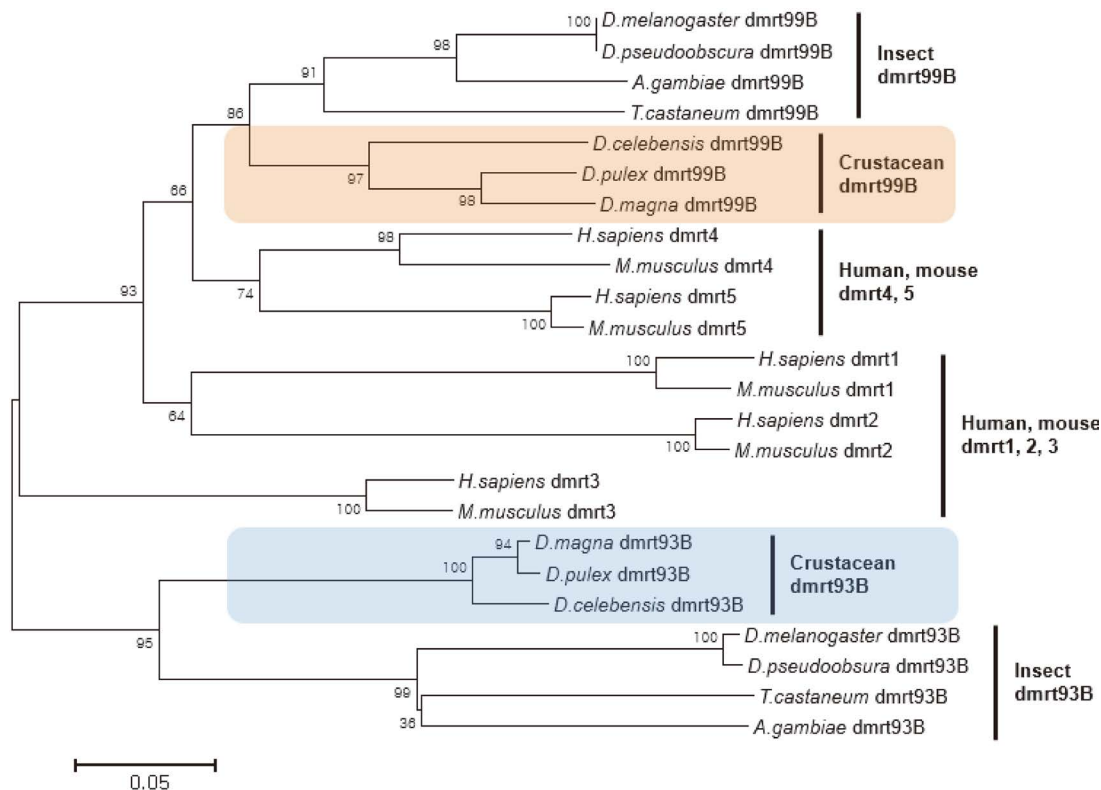 100
D.melanogaster dmrt99B
98
D.pseudoobscura dmrt99B
91
A.gambiae dmrt99B
Insect
dmrt99B
86
T.castaneum dmrt99B
D.celebensis dmrt99B
97
D.pulex dmrt99B
Crustacean
dmrt99B
66
98
D.magna dmrt99B
98
H.sapiens dmrt4
M.musculus dmrt4
Human, mouse
dmrt4, 5
93
74
H.sapiens dmrt5
100
M.musculus dmrt5
100
H.sapiens dmrt1
M.musculus dmrt1
64
H.sapiens dmrt2
Human, mouse
dmrt1, 2, 3
100
M.musculus dmrt2
H.sapiens dmrt3
100
M.musculus dmrt3
94
D.magna dmrt93B
100
D.pulex dmrt93B
Crustacean
dmrt93B
D.celebensis dmrt93B
95
100
D.melanogaster dmrt93B
D.pseudoobsura dmrt93B
Insect
dmrt93B
99
T.castaneum dmrt93B
36
A.gambiae dmrt93B
0.05